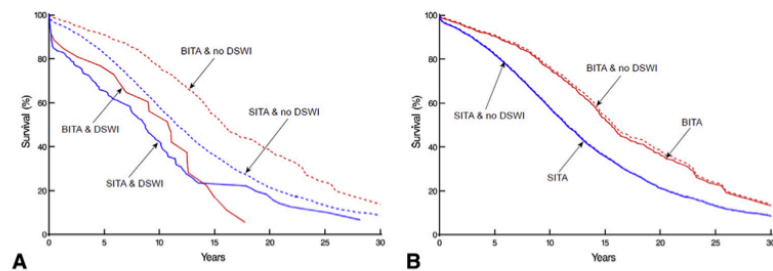 100
80
60
40
20
0
Survival (%)
0 5 10 15 20 25 30
Years
BITA & no DSWI
BITA & DSWI
SITA & no DSWI
SITA & DSWI
A
100
80
60
40
20
0
Survival (%)
0 5 10 15 20 25 30
Years
BITA & no DSWI
SITA & no DSWI
BITA
SITA
B